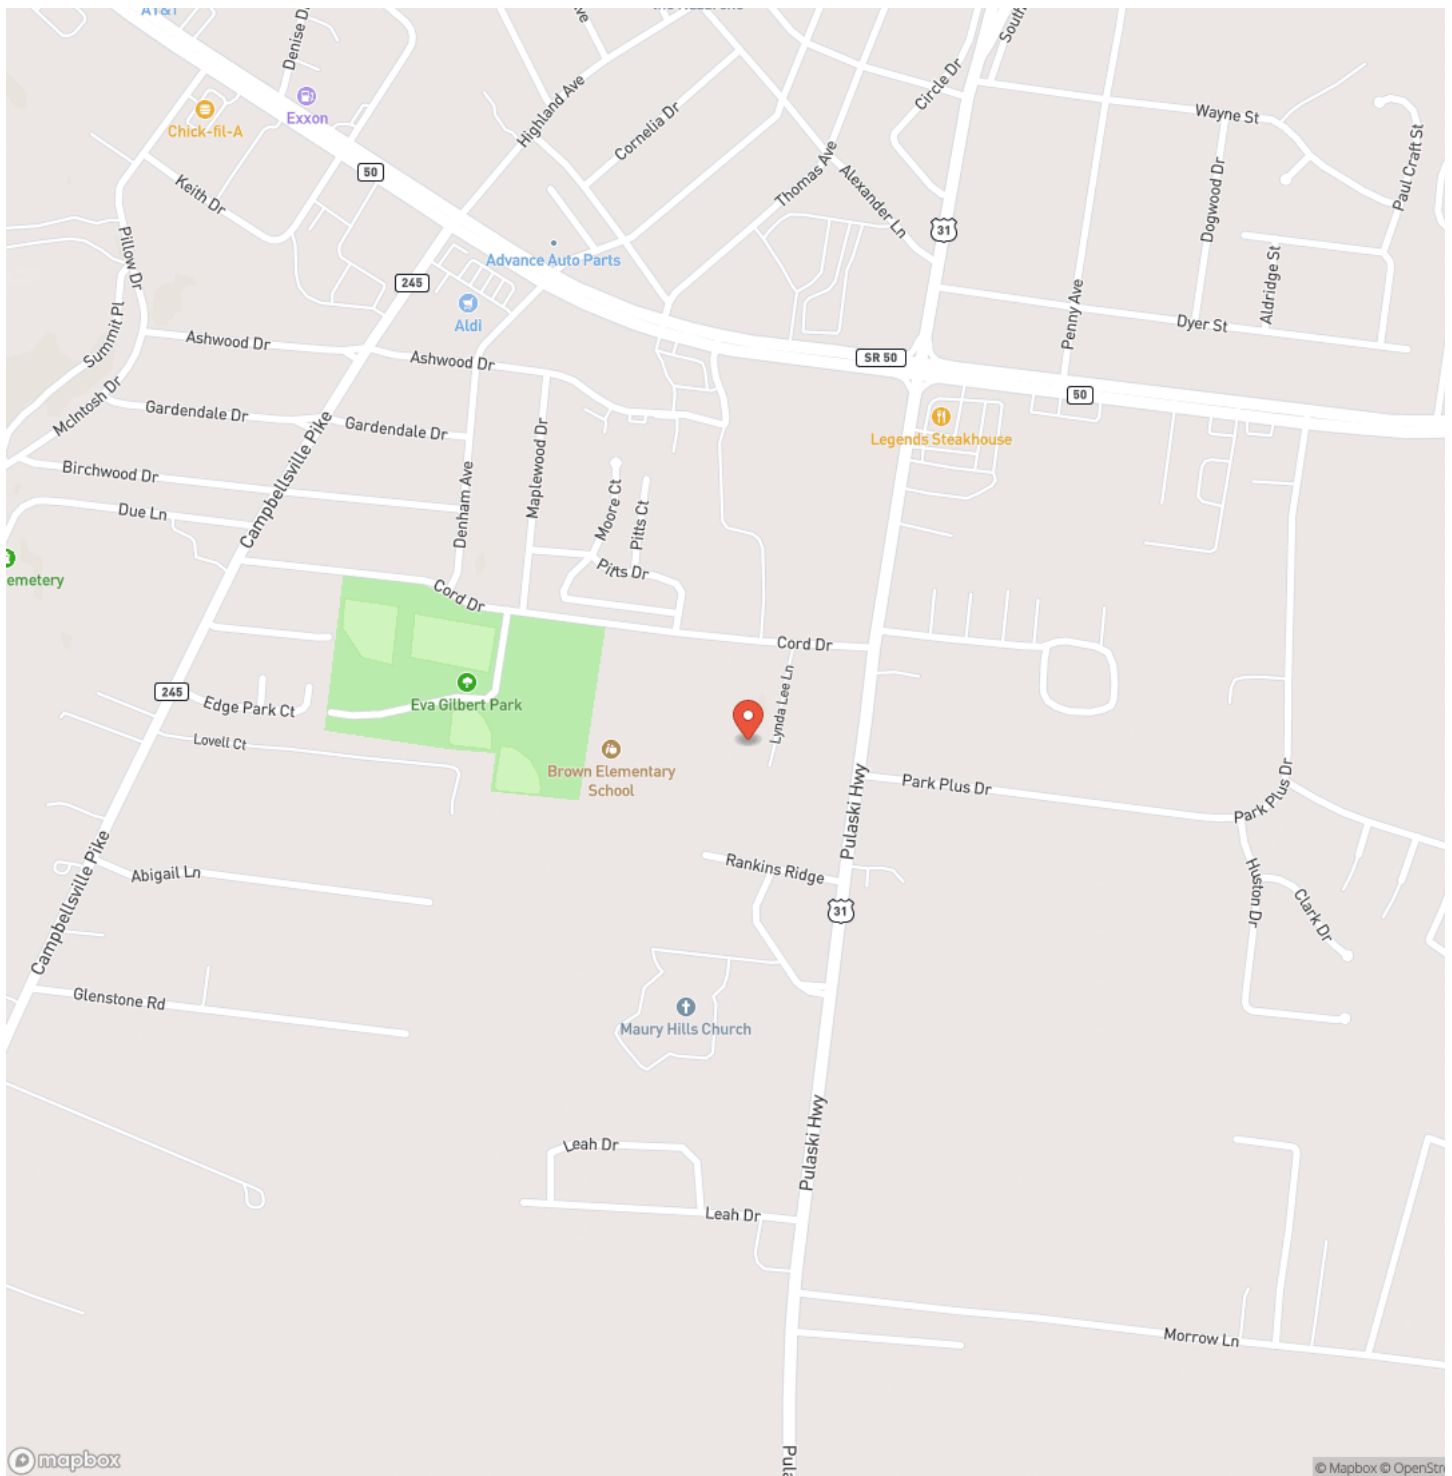 Denise D
Exxon
Chick-fil-A
50
Highland Ave
Cornelia Dr
Circle Dr
South
Wayne St
Paul Craft St
Dogwood Dr
Thomas Ave
Alexander Ln
Keith Dr
Pillow Dr
31
Aldridge St
Advance Auto Parts
245
Aldi
Penny Ave
Dyer St
Summit Pl
Ashwood Dr
Ashwood Dr
SR 50
50
McIntosh Dr
Gardendale Dr
Gardendale Dr
Legends Steakhouse
Campbellsville Pike
Birchwood Dr
Maplewood Dr
Due Ln
Denham Ave
Moore Ct
Pitts Ct
Pitts Dr
emetery
Cord Dr
Cord Dr
Lynda Lee Ln
245
Edge Park Ct
Eva Gilbert Park
Lovell Ct
Brown Elementary
School
Pulaski Hwy
Park Plus Dr
Park Plus Dr
Rankins Ridge
Abigail Ln
Campbellsville Pike
31
Huston Dr
Clark Dr
Glenstone Rd
Maury Hills Church
Pulaski Hwy
Leah Dr
Leah Dr
Morrow Ln
Pula
mapbox
© Mapbox © OpenStr